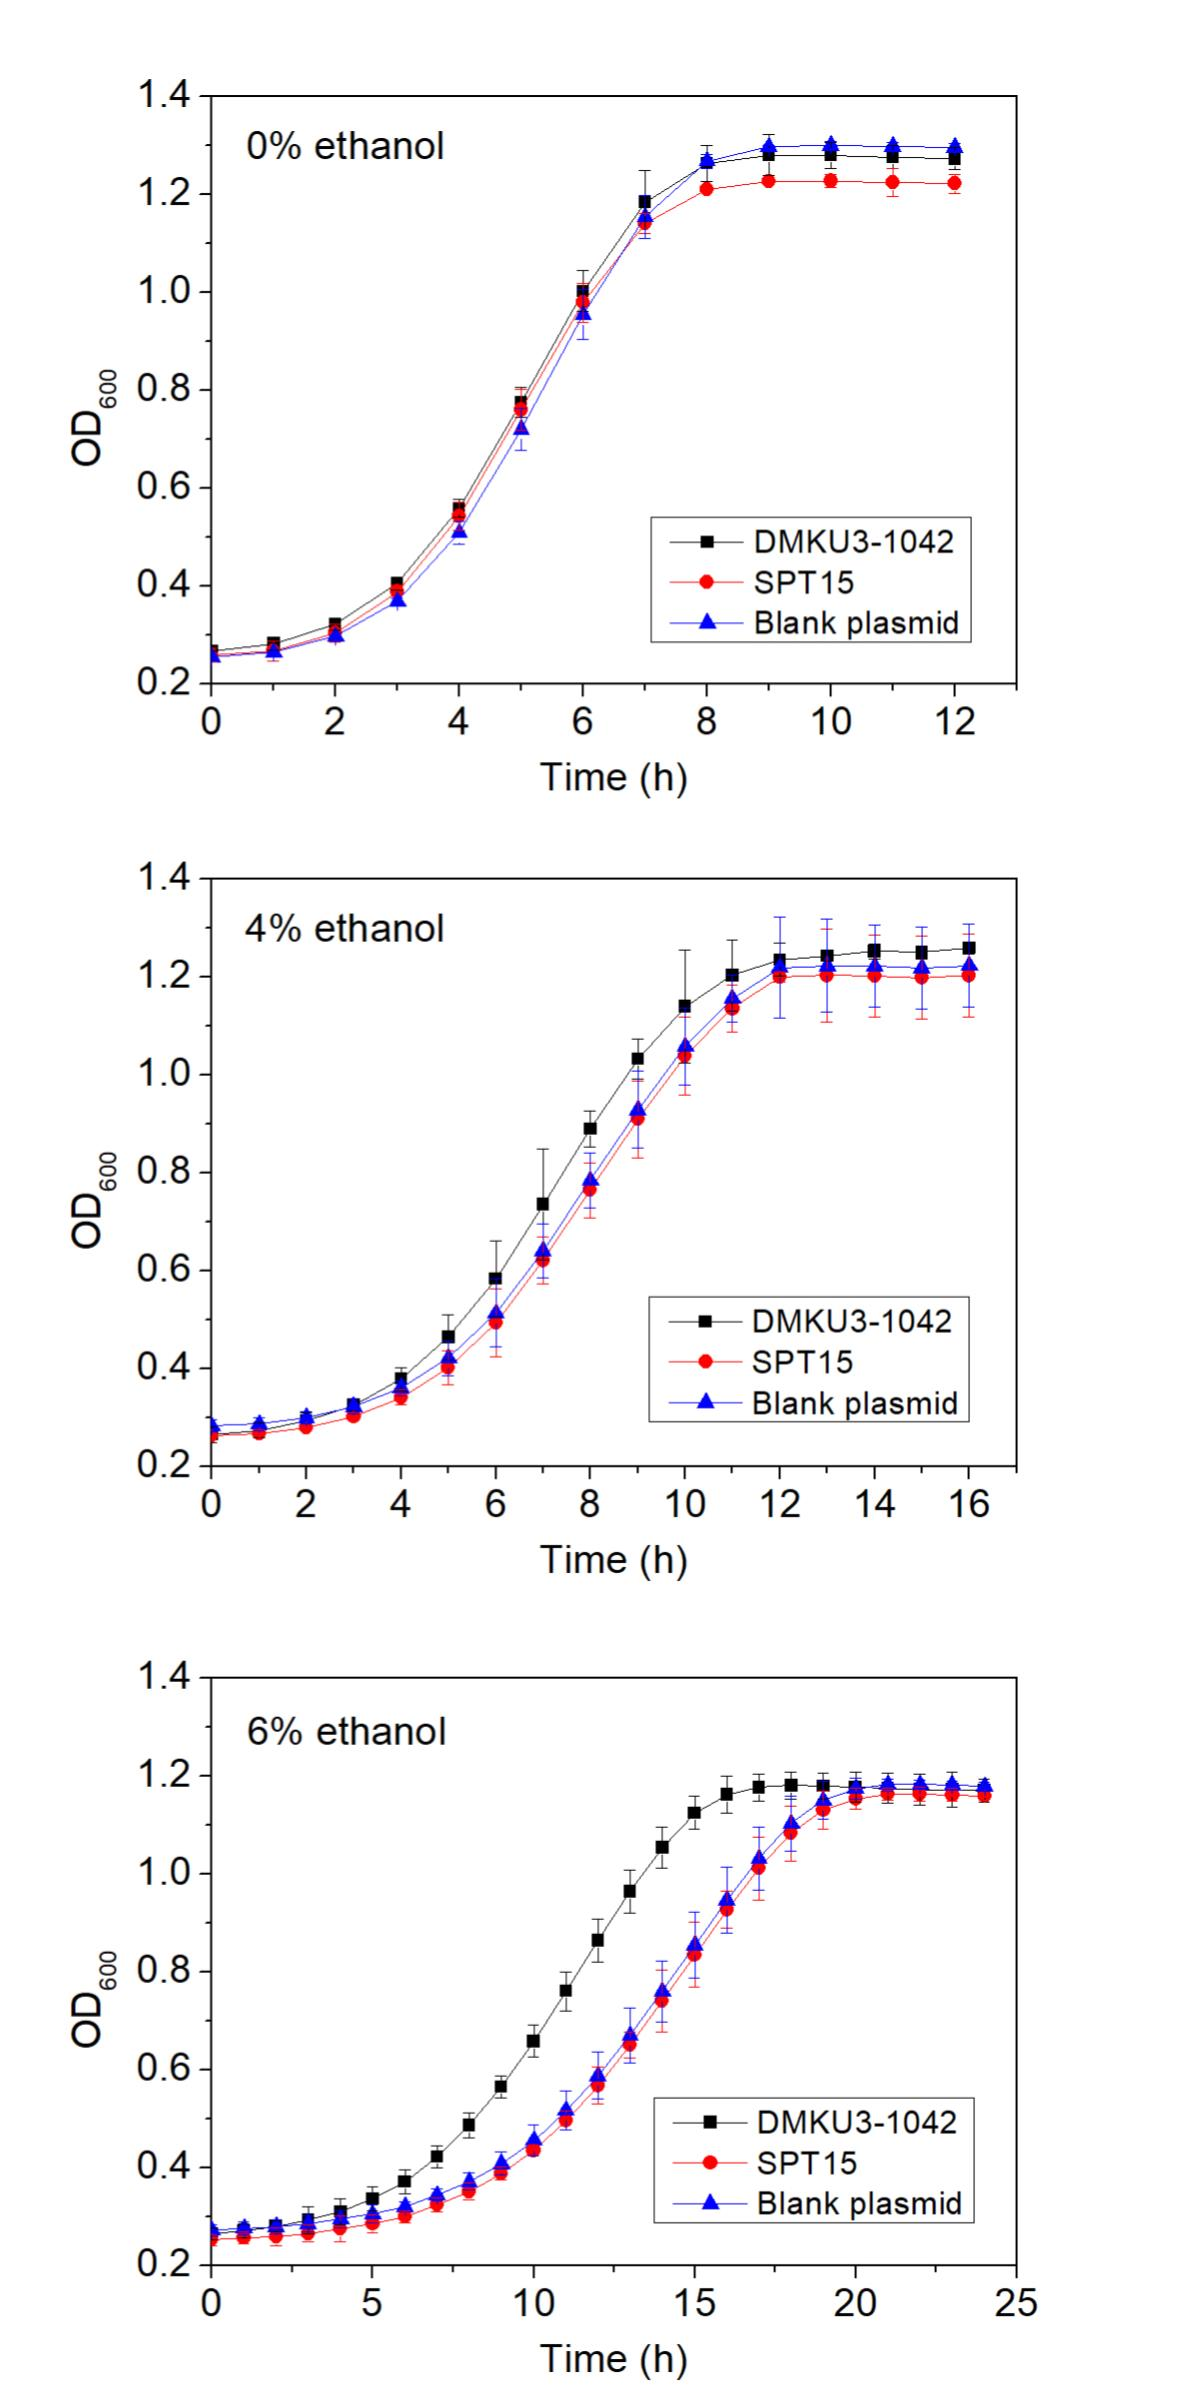 0% ethanol
1.4
1.2
1.0
0.8
0.6
0.4
0.2
OD600
DMKU3-1042
SPT15
Blank plasmid
0 2 4 6 8 10 12
Time (h)
4% ethanol
1.4
1.2
1.0
0.8
0.6
0.4
0.2
OD600
DMKU3-1042
SPT15
Blank plasmid
0 2 4 6 8 10 12 14 16
Time (h)
6% ethanol
1.4
1.2
1.0
0.8
0.6
0.4
0.2
OD600
DMKU3-1042
SPT15
Blank plasmid
0 5 10 15 20 25
Time (h)